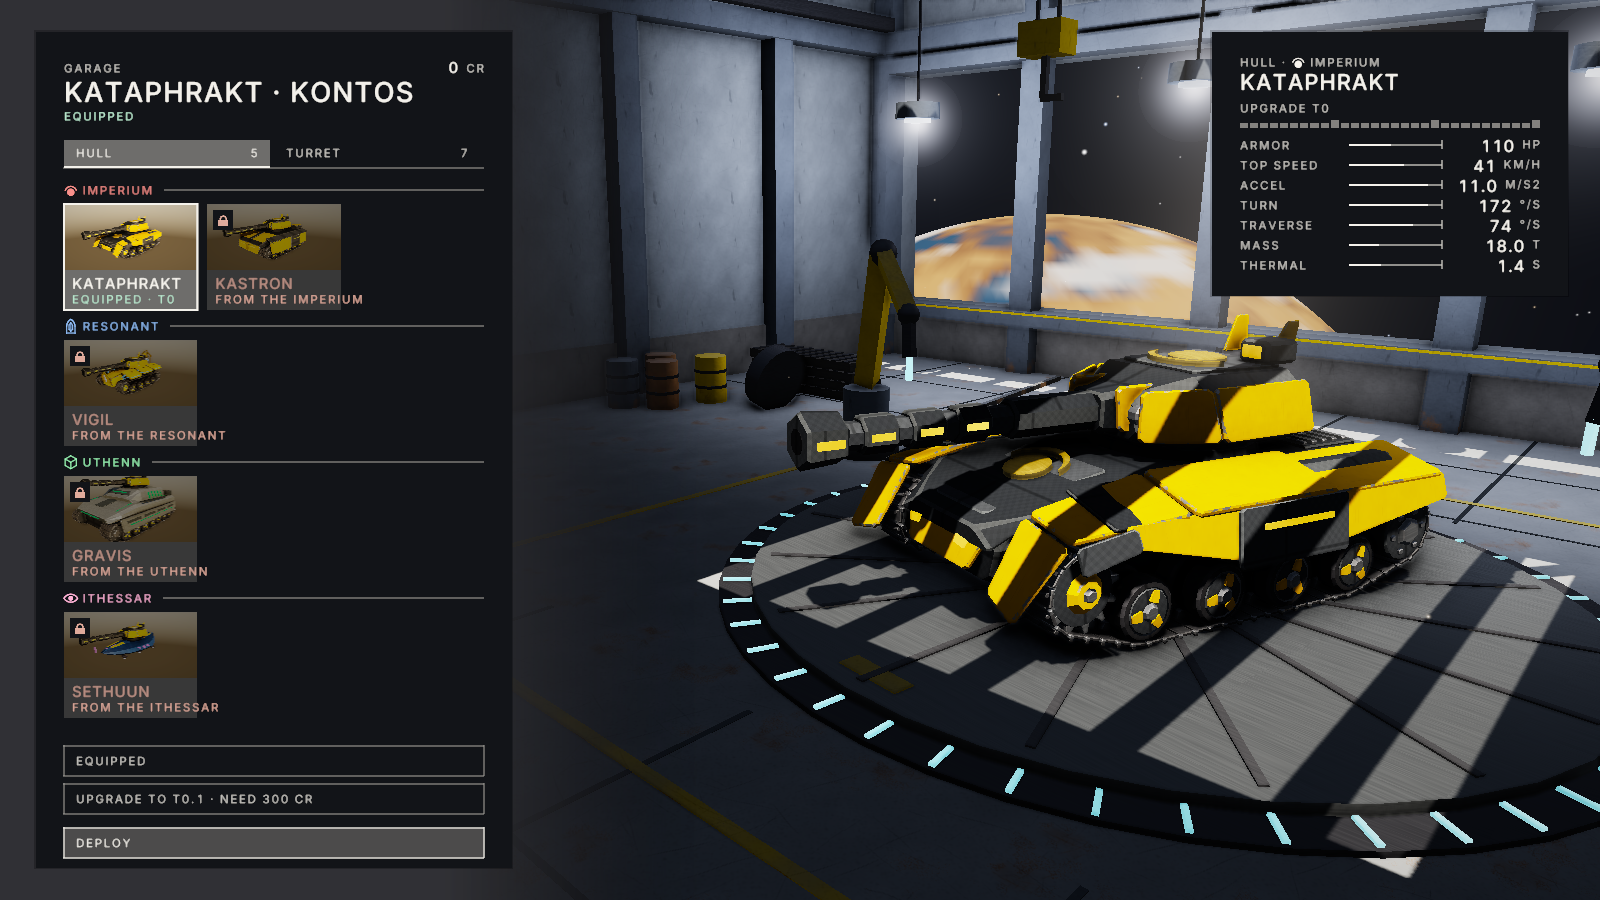 GARAGE
0 CR
KATAPHRAKT · KONTOS
EQUIPPED
HULL 5
TURRET 7
IMPERIUM
KATAPHRAKT
EQUIPPED · T0
KASTRON
FROM THE IMPERIUM
RESONANT
VIGIL
FROM THE RESONANT
UTHENN
GRAVIS
FROM THE UTHENN
ITHESSAR
SETHUUN
FROM THE ITHESSAR
EQUIPPED
UPGRADE TO T0.1 · NEED 300 CR
DEPLOY
HULL · IMPERIUM
KATAPHRAKT
UPGRADE T0
ARMOR 110 HP
TOP SPEED 41 KM/H
ACCEL 11.0 M/S2
TURN 172 °/S
TRAVERSE 74 °/S
MASS 18.0 T
THERMAL 1.4 S